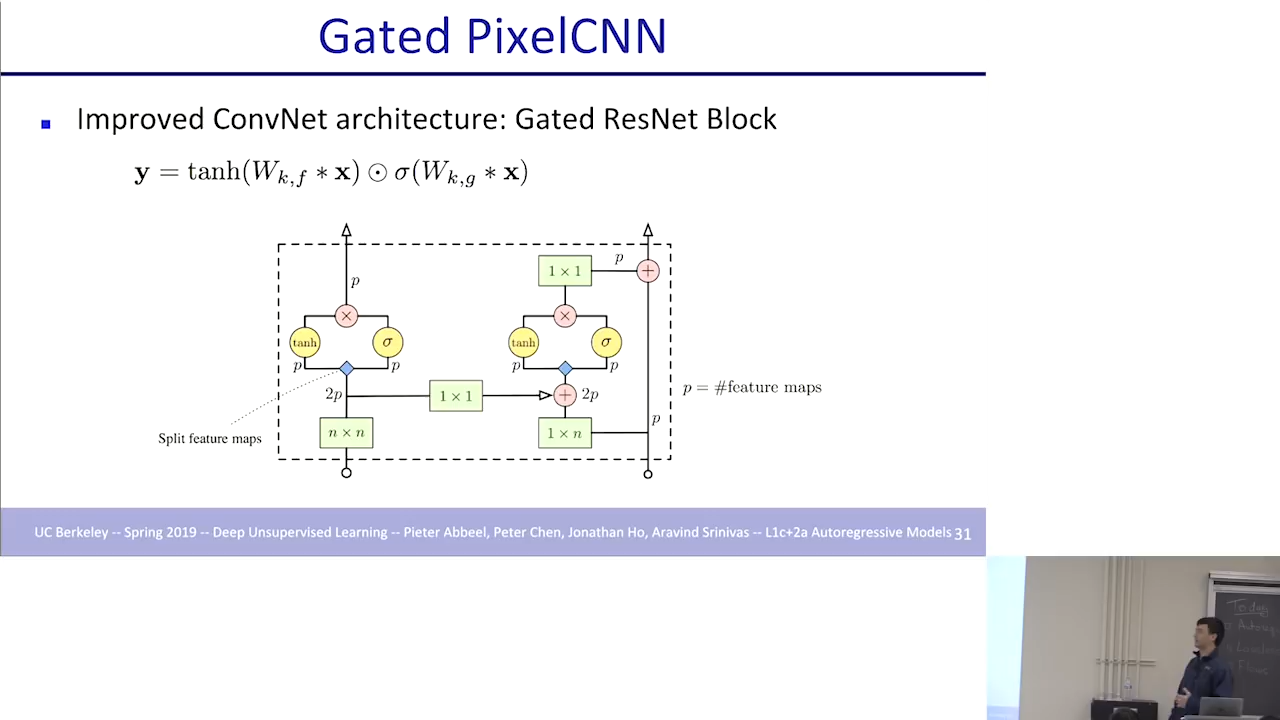 Gated PixelCNN
Improved ConvNet architecture: Gated ResNet Block
y = tanh(W_{k,f} ∗ x) ⊙ σ(W_{k,g} ∗ x)
p
1 × 1
+
p
×
×
tanh
σ
tanh
σ
p
p
p
p
2p
1 × 1
+
2p
p = #feature maps
Split feature maps
n × n
1 × n
p
UC Berkeley -- Spring 2019 -- Deep Unsupervised Learning -- Pieter Abbeel, Peter Chen, Jonathan Ho, Aravind Srinivas -- L1c+2a Autoregressive Models 31
Today